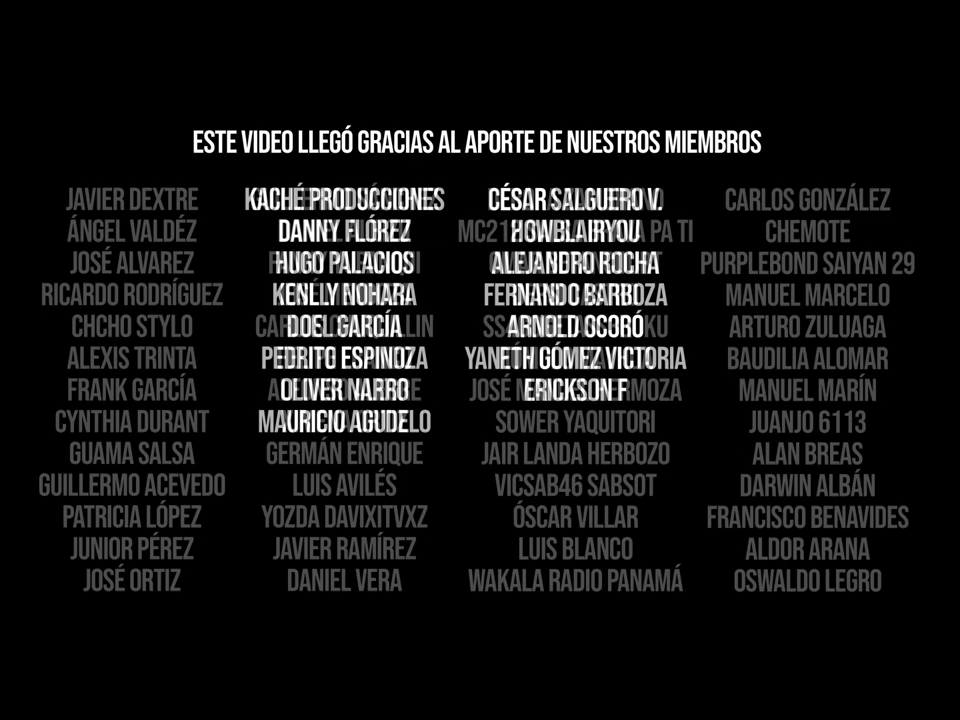 ESTE VIDEO LLEGÓ GRACIAS AL APORTE DE NUESTROS MIEMBROS
JAVIER DEXTRE KACHÉ PRODUCCIONES CÉSAR SALGUERO V. CARLOS GONZÁLEZ
ÁNGEL VALDÉZ DANNY FLÓREZ HOWBLAIRYOU CHEMOTE
JOSÉ ALVAREZ HUGO PALACIOS ALEJANDRO ROCHA PURPLEBOND SAIYAN 29
RICARDO RODRÍGUEZ KENLLY NOHARA FERNANDO BARBOZA MANUEL MARCELO
CHCHO STYLO DOEL GARCÍA ARNOLD OCORÓ ARTURO ZULUAGA
ALEXIS TRINTA PEDRITO ESPINOZA YANETH GÓMEZ VICTORIA BAUDILIA ALOMAR
FRANK GARCÍA OLIVER NARRO ERICKSON F MANUEL MARÍN
CYNTHIA DURANT MAURICIO AGUDELO SOWER YAQUITORI JUANJO 6113
GUAMA SALSA GERMÁN ENRIQUE JAIR LANDA HERBOZO ALAN BREAS
GUILLERMO ACEVEDO LUIS AVILÉS VICSAB46 SABSOT DARWIN ALBÁN
PATRICIA LÓPEZ YOZDA DAVIXITVXZ ÓSCAR VILLAR FRANCISCO BENAVIDES
JUNIOR PÉREZ JAVIER RAMÍREZ LUIS BLANCO ALDOR ARANA
JOSÉ ORTIZ DANIEL VERA WAKALA RADIO PANAMÁ OSWALDO LEGRO